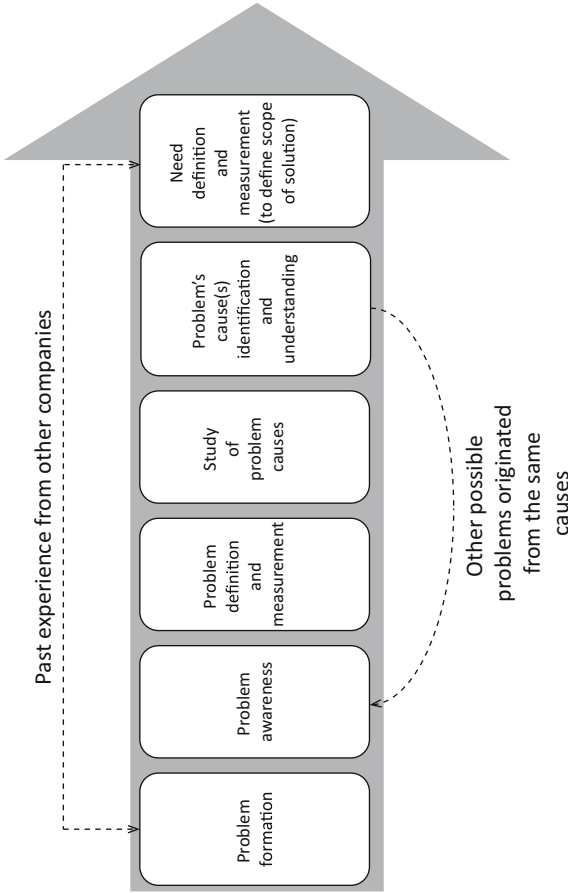 Past experience from other companies
Problem
formation
Problem
awareness
Problem
definition
and
measurement
Study
of
problem
causes
Problem's
cause(s)
identification
and
understanding
Need
definition
and
measurement
(to define scope
of solution)
Other possible
problems originated
from the same
causes